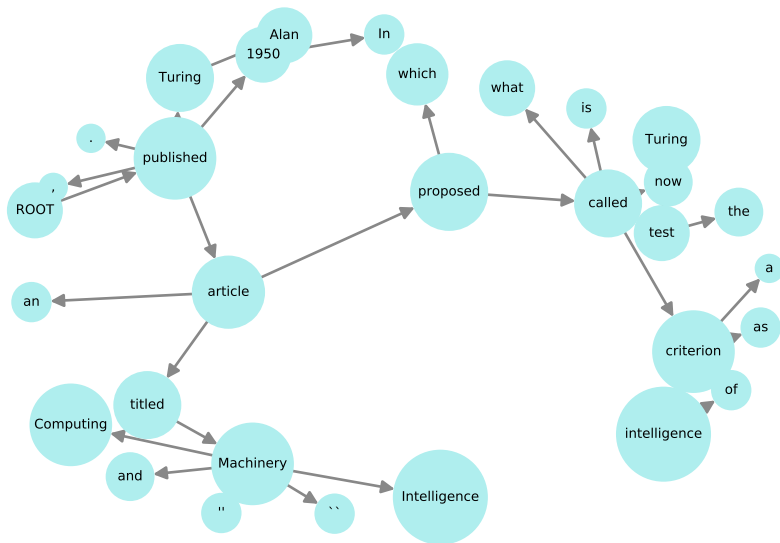 Alan
In
1950
Turing
which
what
is
.
Turing
published
now
,
proposed
called
ROOT
the
test
a
article
an
as
criterion
of
titled
Computing
intelligence
Machinery
and
Intelligence
''
``